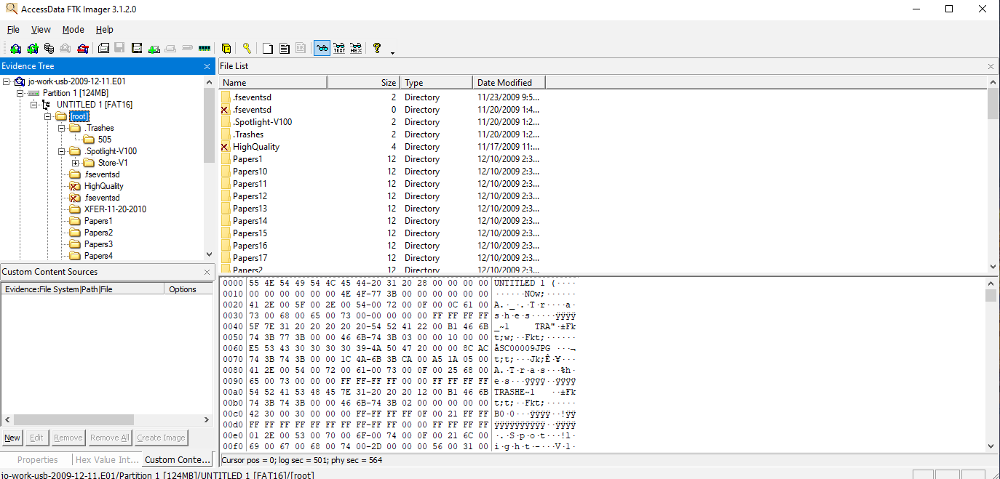 AccessData FTK Imager 3.1.2.0
File View Mode Help
Evidence Tree
jo-work-usb-2009-12-11.E01
Partition 1 [124MB]
UNTITLED 1 [FAT16]
[root]
.Trashes
505
.Spotlight-V100
Store-V1
.fseventsd
HighQuality
.fseventsd
XFER-11-20-2010
Papers1
Papers2
Papers3
Papers4
Custom Content Sources
Evidence:File System|Path|File Options
New Edit Remove Remove All Create Image
Properties Hex Value Int... Custom Conte...
File List
Name Size Type Date Modified
.fseventsd 2 Directory 11/23/2009 9:5...
.fseventsd 0 Directory 11/20/2009 1:4...
.Spotlight-V100 2 Directory 11/20/2009 1:2...
.Trashes 2 Directory 11/20/2009 1:2...
HighQuality 4 Directory 11/17/2009 11:...
Papers1 12 Directory 12/10/2009 2:3...
Papers10 12 Directory 12/10/2009 2:3...
Papers11 12 Directory 12/10/2009 2:3...
Papers12 12 Directory 12/10/2009 2:3...
Papers13 12 Directory 12/10/2009 2:3...
Papers14 12 Directory 12/10/2009 2:3...
Papers15 12 Directory 12/10/2009 2:3...
Papers16 12 Directory 12/10/2009 2:3...
Papers17 12 Directory 12/10/2009 2:3...
Papers2 12 Directory 12/10/2009 2:3...
0000 55 4E 54 49 54 4C 45 44-20 31 20 28 00 00 00 00 UNTITLED 1 (····
0010 00 00 00 00 00 00 4E 4F-77 3B 00 00 00 00 00 00 ······NOw;······
0020 41 2E 00 5F 00 2E 00 54-00 72 00 0F 00 0C 61 00 A.·_·.·T·r····a·
0030 73 00 68 00 65 00 73 00-00 00 00 00 FF FF FF FF s·h·e·s·····ÿÿÿÿ
0040 5F 7E 31 20 20 20 20 20-54 52 41 22 00 B1 46 6B _~1     TRA"·±Fk
0050 74 3B 77 3B 00 00 46 6B-74 3B 03 00 00 10 00 00 t;w;··Fkt;······
0060 E5 53 43 30 30 30 30 39-4A 50 47 20 00 00 8C AC åSC00009JPG ···¬
0070 74 3B 74 3B 00 00 1C 4A-6B 3B CA 00 A5 1A 05 00 t;t;···Jk;Ê·¥···
0080 41 2E 00 54 00 72 00 61-00 73 00 0F 00 25 68 00 A.·T·r·a·s···%h·
0090 65 00 73 00 00 00 FF FF-FF FF 00 00 FF FF FF FF e·s···ÿÿÿÿ··ÿÿÿÿ
00a0 54 52 41 53 48 45 7E 31-20 20 20 12 00 B1 46 6B TRASHE~1   ··±Fk
00b0 74 3B 74 3B 00 00 46 6B-74 3B 02 00 00 00 00 00 t;t;··Fkt;······
00c0 42 30 00 30 00 00 00 FF-FF FF FF 0F 00 21 FF FF B0·0···ÿÿÿÿ··!ÿÿ
00d0 FF FF FF FF FF FF FF FF-FF FF 00 00 FF FF FF FF ÿÿÿÿÿÿÿÿÿÿ··ÿÿÿÿ
00e0 01 2E 00 53 00 70 00 6F-00 74 00 0F 00 21 6C 00 ·.·S·p·o·t···!l·
00f0 69 00 67 00 68 00 74 00-2D 00 00 00 56 00 31 00 i·g·h·t·-···V·1·
Cursor pos = 0; log sec = 501; phy sec = 564
jo-work-usb-2009-12-11.E01/Partition 1 [124MB]/UNTITLED 1 [FAT16]/[root]